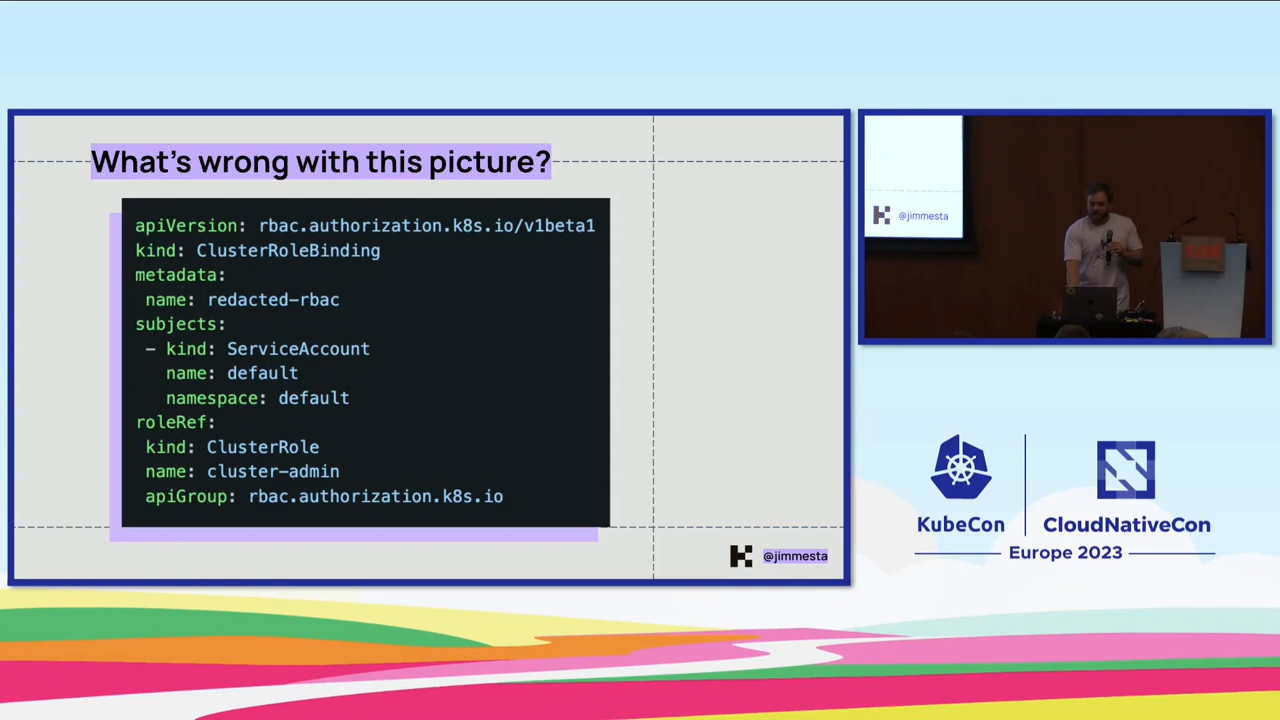 What's wrong with this picture?
apiVersion: rbac.authorization.k8s.io/v1beta1
kind: ClusterRoleBinding
metadata:
name: redacted-rbac
subjects:
- kind: ServiceAccount
name: default
namespace: default
roleRef:
kind: ClusterRole
name: cluster-admin
apiGroup: rbac.authorization.k8s.io
@jimmesta
@jimmesta
KubeCon
CloudNativeCon
Europe 2023